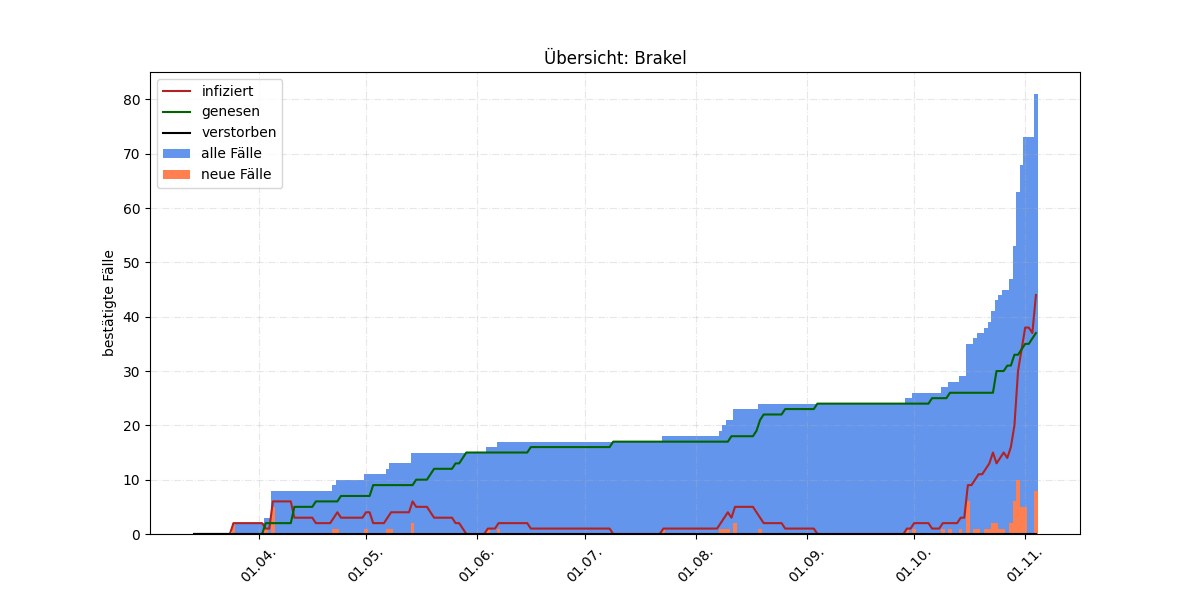 Übersicht: Brakel
infiziert
genesen
verstorben
alle Fälle
neue Fälle
bestätigte Fälle
80
70
60
50
40
30
20
10
0
01.04.
01.05.
01.06.
01.07.
01.08.
01.09.
01.10.
01.11.